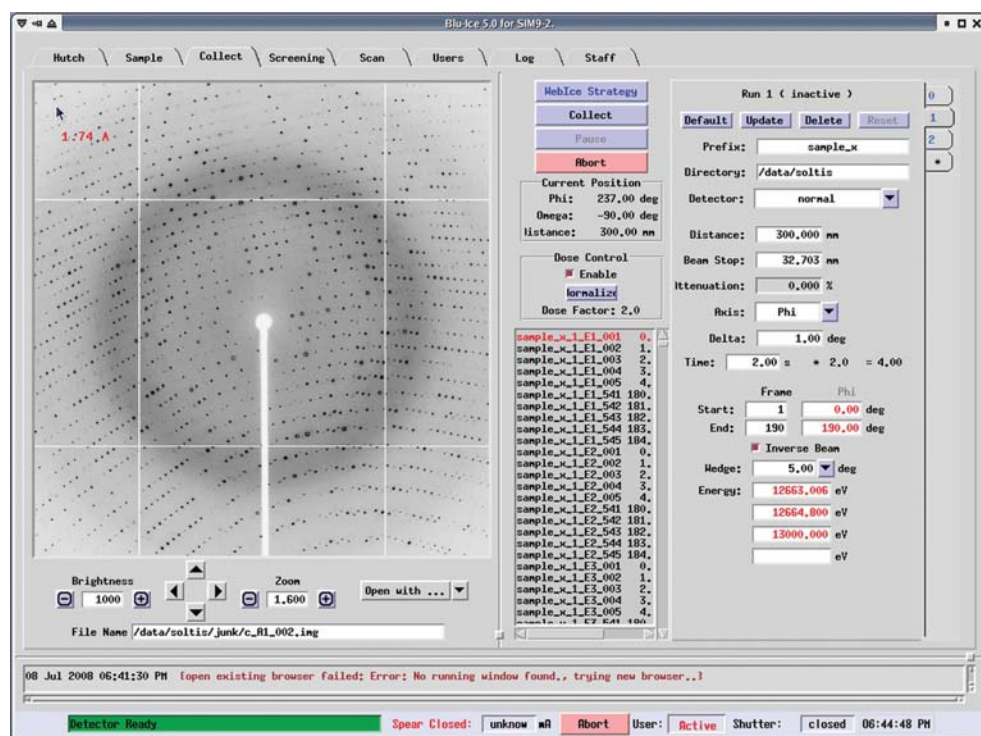 Blu-Ice 5.0 for SIM9-2.
Hutch Sample Collect Screening Scan Users Log Staff
1.74 A
Brightness
1000
Zoom
1.600
Open with ...
File Name /data/soltis/junk/c_A1_002.img
WebIce Strategy
Collect
Pause
Abort
Current Position
Phi: 237.00 deg
Omega: -90.00 deg
listance: 300.00 mm
Dose Control
Enable
lormalize
Dose Factor: 2.0
sample_x_1_E1_001 0.
sample_x_1_E1_002 1.
sample_x_1_E1_003 2.
sample_x_1_E1_004 3.
sample_x_1_E1_005 4.
sample_x_1_E1_541 180.
sample_x_1_E1_542 181.
sample_x_1_E1_543 182.
sample_x_1_E1_544 183.
sample_x_1_E1_545 184.
sample_x_1_E2_001 0.
sample_x_1_E2_002 1.
sample_x_1_E2_003 2.
sample_x_1_E2_004 3.
sample_x_1_E2_005 4.
sample_x_1_E2_541 180.
sample_x_1_E2_542 181.
sample_x_1_E2_543 182.
sample_x_1_E2_544 183.
sample_x_1_E2_545 184.
sample_x_1_E3_001 0.
sample_x_1_E3_002 1.
sample_x_1_E3_003 2.
sample_x_1_E3_004 3.
sample_x_1_E3_005 4.
sample_x_1_E3_541 180.
Run 1 ( inactive )
Default Update Delete Reset
Prefix: sample_x
Directory: /data/soltis
Detector: normal
Distance: 300.000 mm
Beam Stop: 32.703 mm
ttenuation: 0.000 %
Axis: Phi
Delta: 1.00 deg
Time: 2.00 s * 2.0 = 4.00
Frame Phi
Start: 1 0.00 deg
End: 190 190.00 deg
Inverse Beam
Wedge: 5.00 deg
Energy: 12663.006 eV
12664.800 eV
13000.000 eV
eV
0
1
2
*
08 Jul 2008 06:41:30 PM {open existing browser failed: Error: No running window found., trying new browser..}
Detector Ready Spear Closed: unknow mA Abort User: Active Shutter: closed 06:44:48 PM